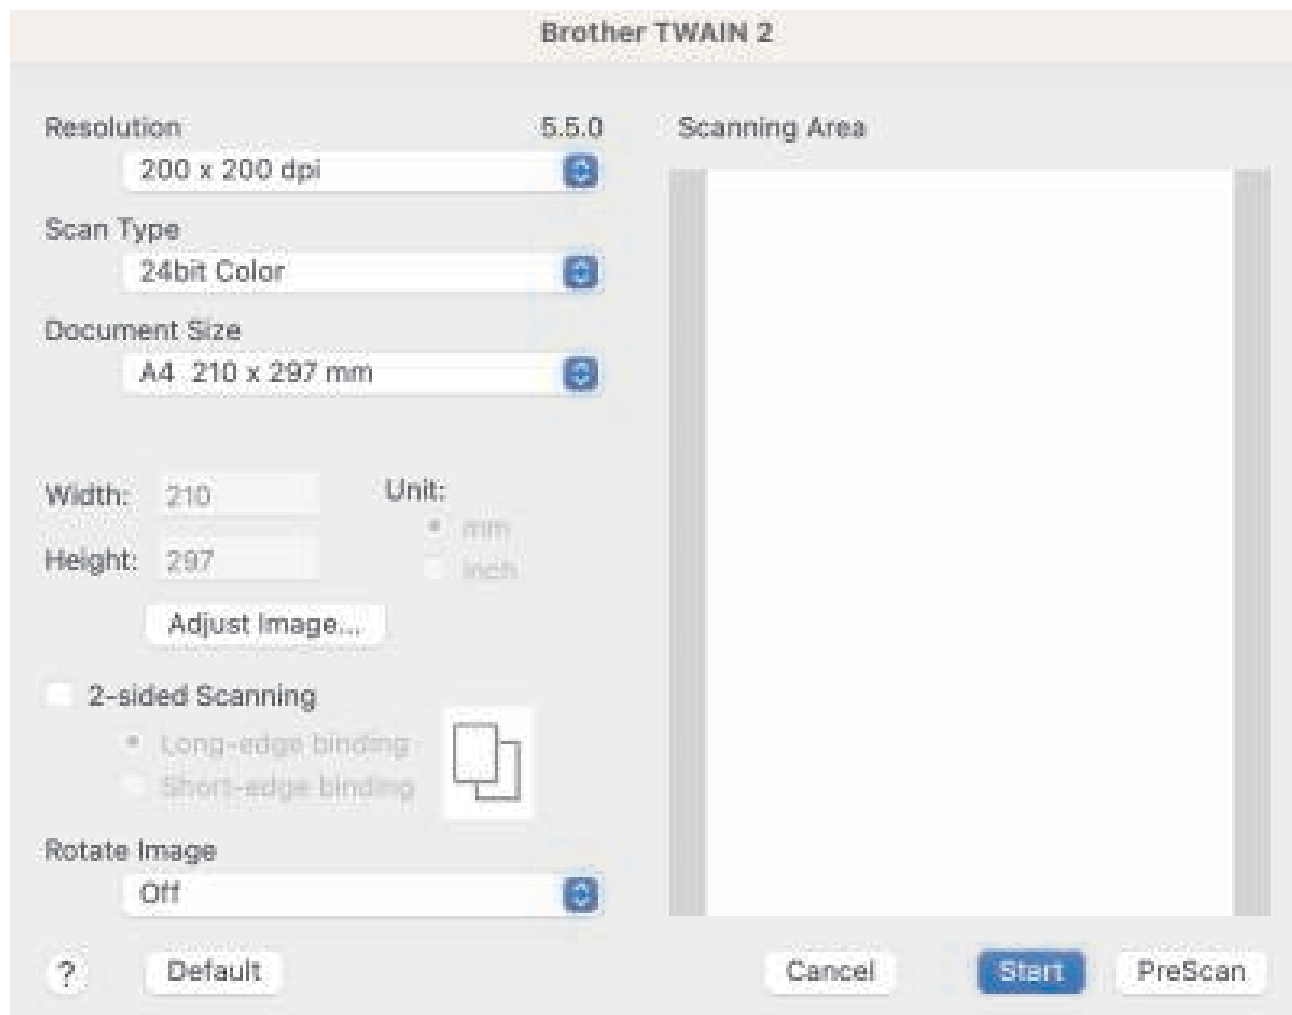 Brother TWAIN 2
Resolution 5.5.0
200 x 200 dpi
Scan Type
24bit Color
Document Size
A4 210 x 297 mm
Width: 210
Height: 297
Unit:
mm
inch
Adjust Image...
2-sided Scanning
Long-edge binding
Short-edge binding
Rotate Image
Off
? Default
Scanning Area
Cancel Start PreScan